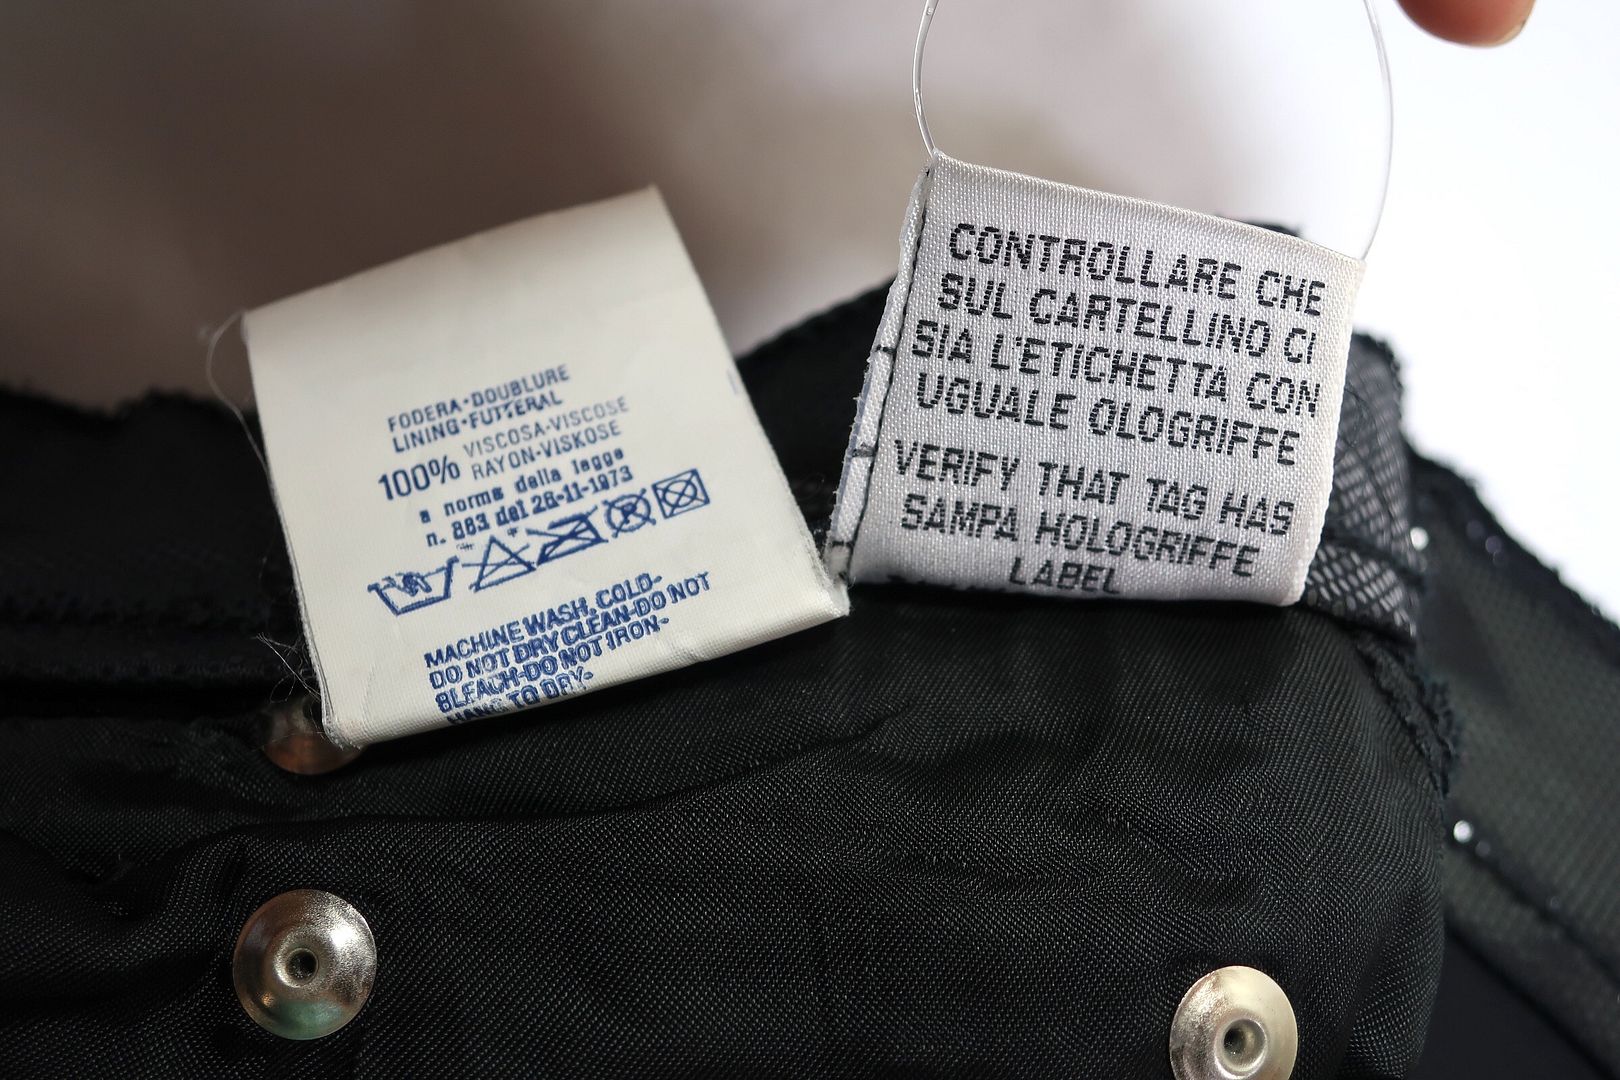 FODERA·DOUBLURE
LINING·FUTTERAL
100% VISCOSA-VISCOSE
RAYON-VISKOSE
a norma della legge
n. 883 del 26-11-1973
MACHINE WASH, COLD-
DO NOT DRY CLEAN-DO NOT
BLEACH-DO NOT IRON-
HANG TO DRY-
CONTROLLARE CHE
SUL CARTELLINO CI
SIA L'ETICHETTA CON
UGUALE OLOGRIFFE
VERIFY THAT TAG HAS
SAMPA HOLOGRIFFE
LABEL